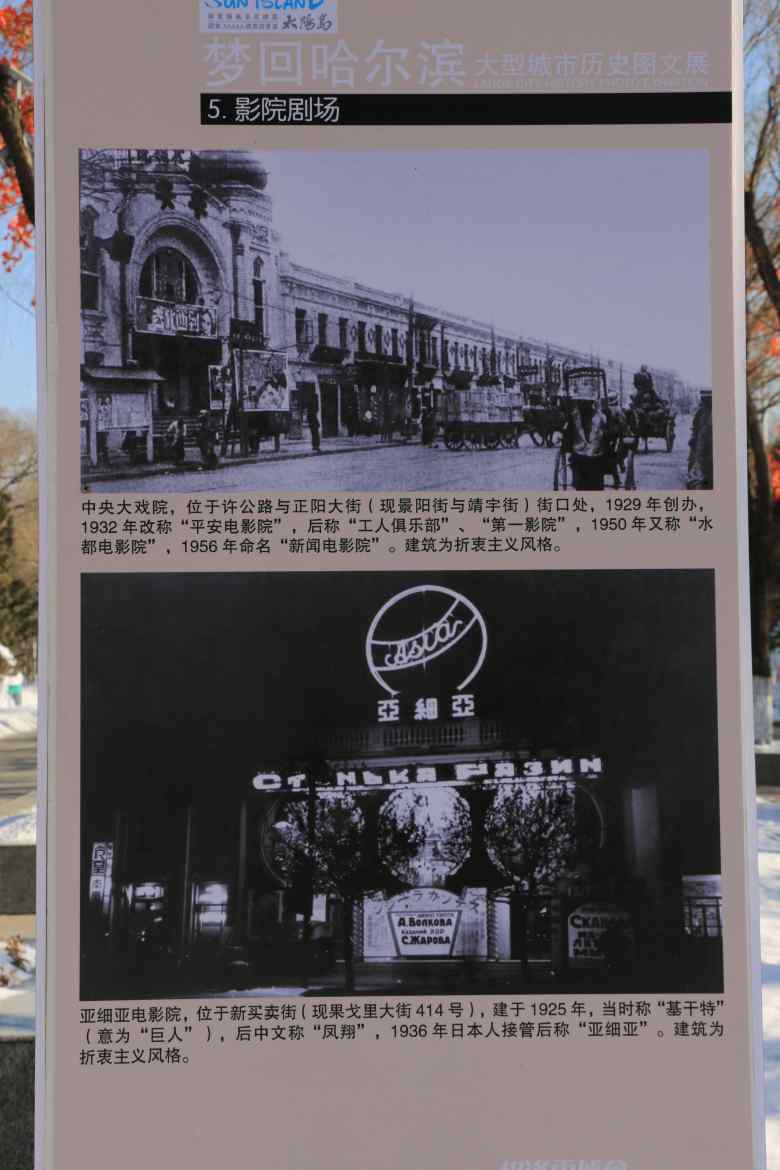 SUN ISLAND
太阳岛
梦回哈尔滨 大型城市历史图文展
5. 影院剧场
中央大戏院，位于许公路与正阳大街（现景阳街与靖宇街）街口处，1929 年创办，
1932 年改称“平安电影院”，后称“工人俱乐部”、“第一影院”，1950 年又称“水
都电影院”，1956 年命名“新闻电影院”。建筑为折衷主义风格。
Asia
亞細亞
Ст нька Разин
食堂
А.Волкова
С.Жарова
亚细亚电影院，位于新买卖街（现果戈里大街 414 号），建于 1925 年，当时称“基干特”
（意为“巨人”），后中文称“凤翔”，1936 年日本人接管后称“亚细亚”。建筑为
折衷主义风格。